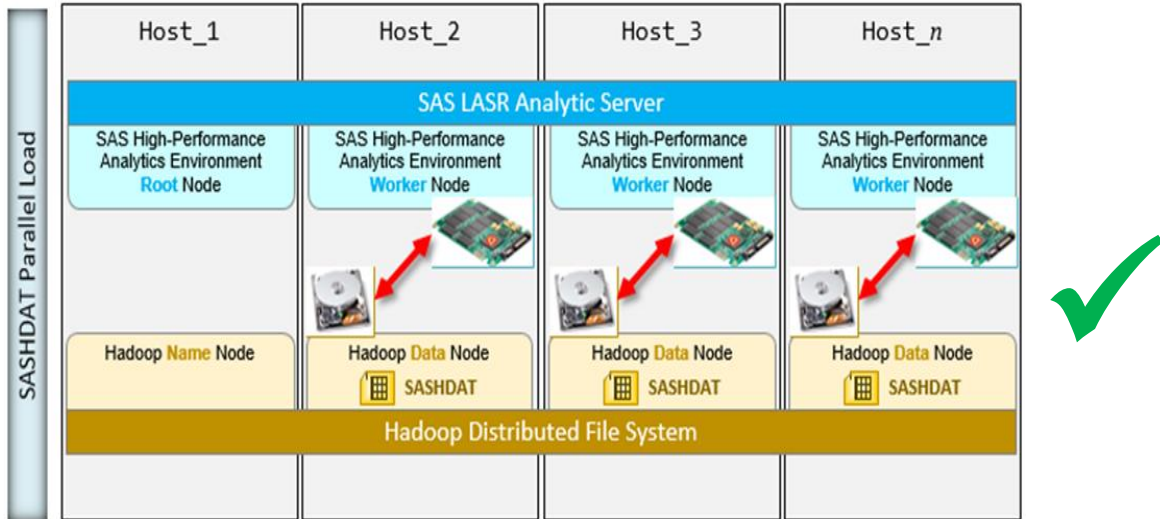 SASHDAT Parallel Load
Host_1
Host_2
Host_3
Host_n
SAS LASR Analytic Server
SAS High-Performance
Analytics Environment
Root Node
SAS High-Performance
Analytics Environment
Worker Node
SAS High-Performance
Analytics Environment
Worker Node
SAS High-Performance
Analytics Environment
Worker Node
Hadoop Name Node
Hadoop Data Node
SASHDAT
Hadoop Data Node
SASHDAT
Hadoop Data Node
SASHDAT
Hadoop Distributed File System